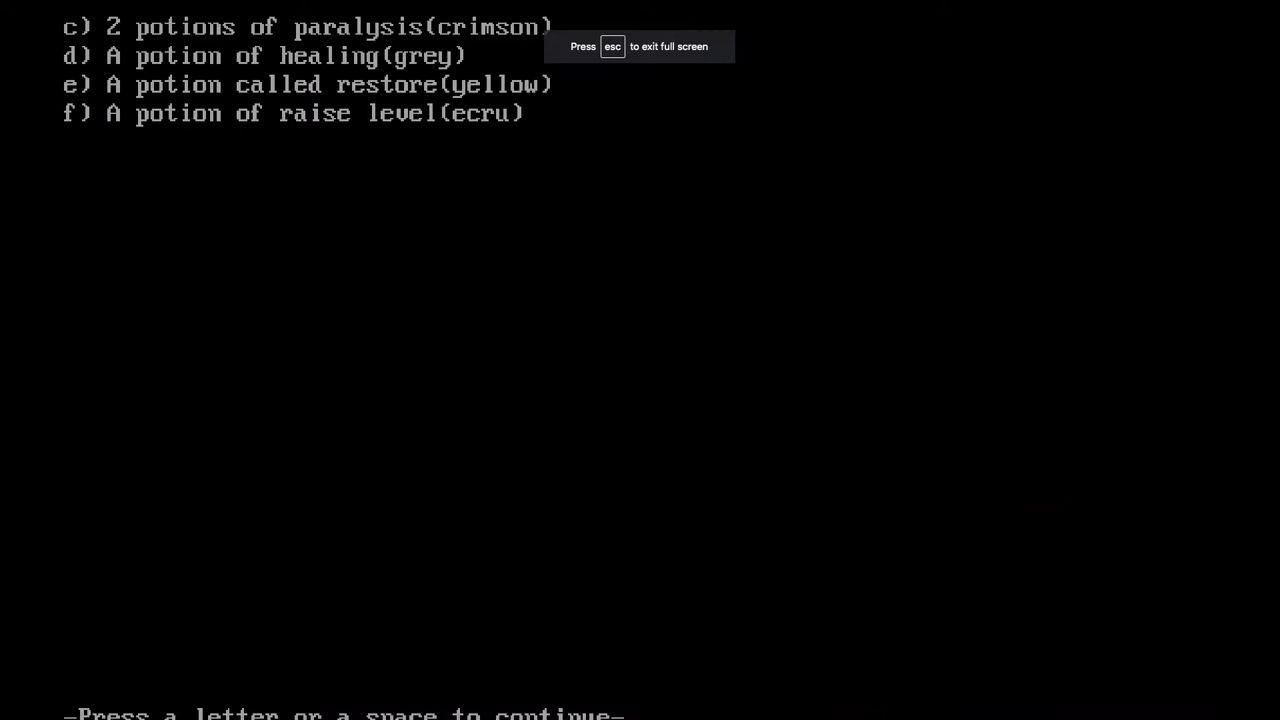 c) 2 potions of paralysis(crimson)
Press esc to exit full screen
d) A potion of healing(grey)
e) A potion called restore(yellow)
f) A potion of raise level(ecru)
-Press a letter or a space to continue-